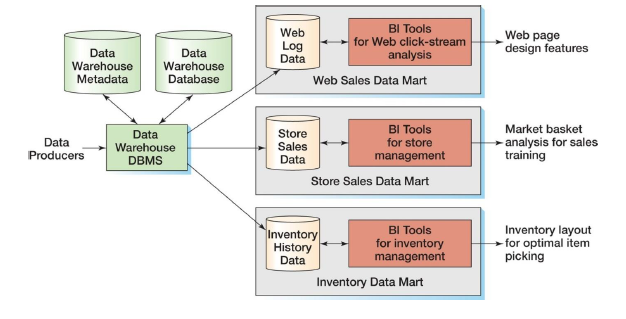 Data
Warehouse
Metadata
Data
Warehouse
Database
Data
Producers
Data
Warehouse
DBMS
Web
Log
Data
BI Tools
for Web click-stream
analysis
Web Sales Data Mart
Web page
design features
Store
Sales
Data
BI Tools
for store
management
Store Sales Data Mart
Market basket
analysis for sales
training
Inventory
History
Data
BI Tools
for inventory
management
Inventory Data Mart
Inventory layout
for optimal item
picking